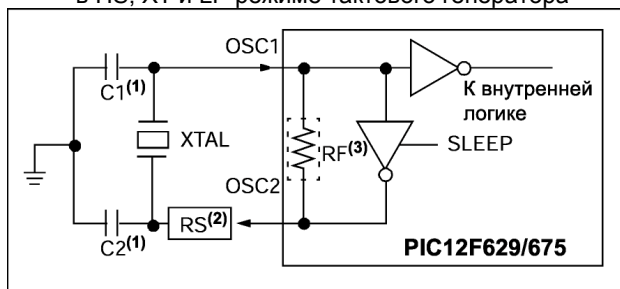 в HS, XT и LP режиме тактового генератора
OSC1
C1(1)
К внутренней
логике
XTAL
RF(3)
SLEEP
OSC2
RS(2)
C2(1)
PIC12F629/675